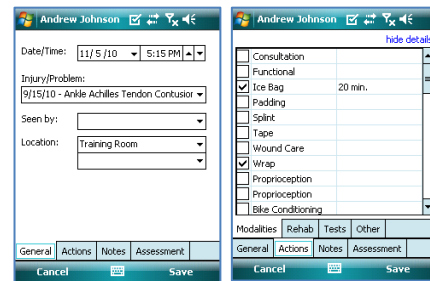 Andrew Johnson
Date/Time: 11/ 5 /10 5:15 PM
Injury/Problem:
9/15/10 - Ankle Achilles Tendon Contusior
Seen by:
Location: Training Room
General Actions Notes Assessment
Cancel Save
Andrew Johnson
hide details
Consultation
Functional
Ice Bag 20 min.
Padding
Splint
Tape
Wound Care
Wrap
Proprioception
Proprioception
Bike Conditioning
Modalities Rehab Tests Other
General Actions Notes Assessment
Cancel Save